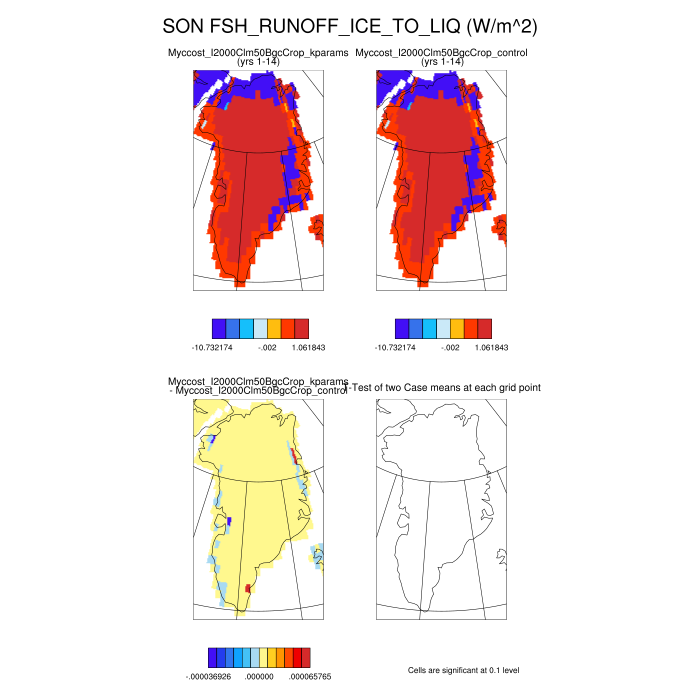 SON FSH_RUNOFF_ICE_TO_LIQ (W/m^2)
Myccost_I2000Clm50BgcCrop_kparams
(yrs 1-14)
Myccost_I2000Clm50BgcCrop_control
(yrs 1-14)
-10.732174 -.002 1.061843
-10.732174 -.002 1.061843
Myccost_I2000Clm50BgcCrop_kparams
- Myccost_I2000Clm50BgcCrop_control
T-Test of two Case means at each grid point
-.000036926 .000000 .000065765
Cells are significant at 0.1 level